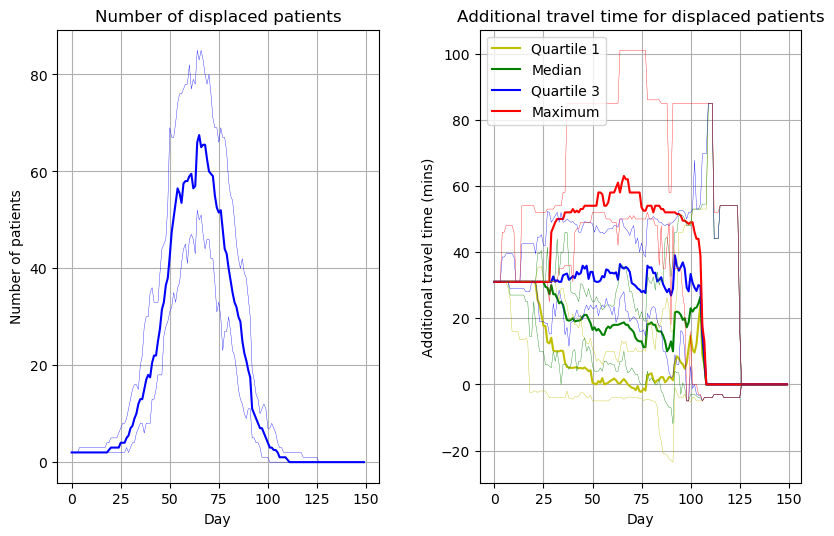 Number of displaced patients
Number of patients
80
60
40
20
0
0 25 50 75 100 125 150
Day
Additional travel time for displaced patients
Additional travel time (mins)
100
80
60
40
20
0
−20
Quartile 1
Median
Quartile 3
Maximum
0 25 50 75 100 125 150
Day